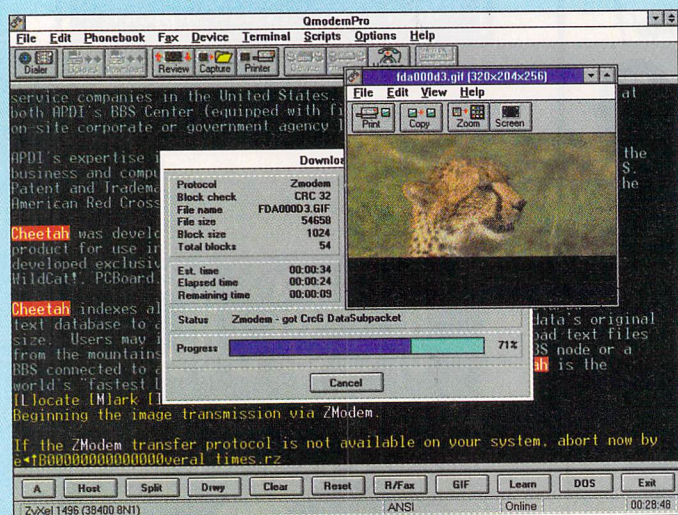 QmodemPro
File Edit Phonebook Fax Device Terminal Scripts Options Help
Dialer Review Capture Printer
fda000d3.gif [320x204x256]
File Edit View Help
Print Copy Zoom Screen
service companies in the United States. at
both APDI's BBS Center (equipped with
on-site corporate or government agency
APDI's expertise the
business and S.
Patent and he
American Red Cross
Cheetah was
product for use in
developed
WildCat!, PCBoard
Cheetah indexes data's original
text database to text files
size. Users may BS node or a
from the mountains is the
BBS connected to
world's "fastest
Protocol Zmodem
Block check CRC 32
File name FDA000D3.GIF
File size 54658
Block size 1024
Total blocks 54
Est. time 00:00:34
Elapsed time 00:00:24
Remaining time 00:00:09
Status Zmodem - got CrcG DataSubpacket
Progress 71%
Cancel
[L]ocate [M]ark
Beginning the image transmission via ZModem.
If the ZModem transfer protocol is not available on your system, abort now by
times.rz
A Host Split Drwy Clear Reset R/Fax GIF Learn DOS Exit
ZyXel 1496 (38400 8N1) ANSI Online 00:28:46